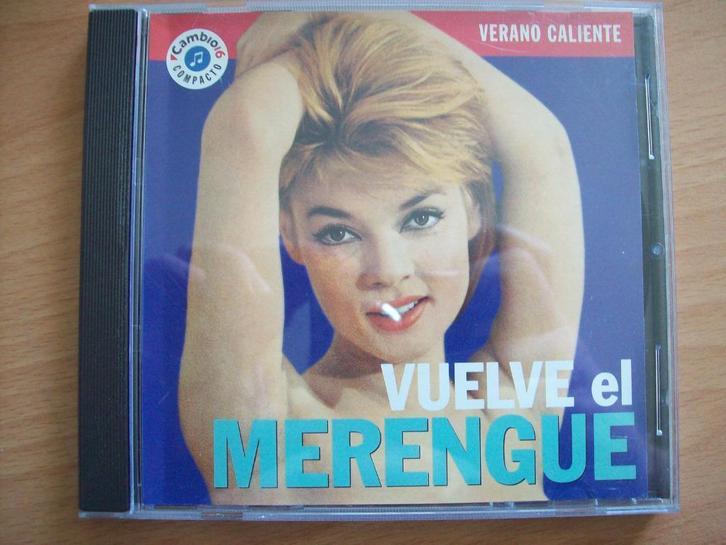 Cambio16
COMPACTO
VERANO CALIENTE
VUELVE el
MERENGUE